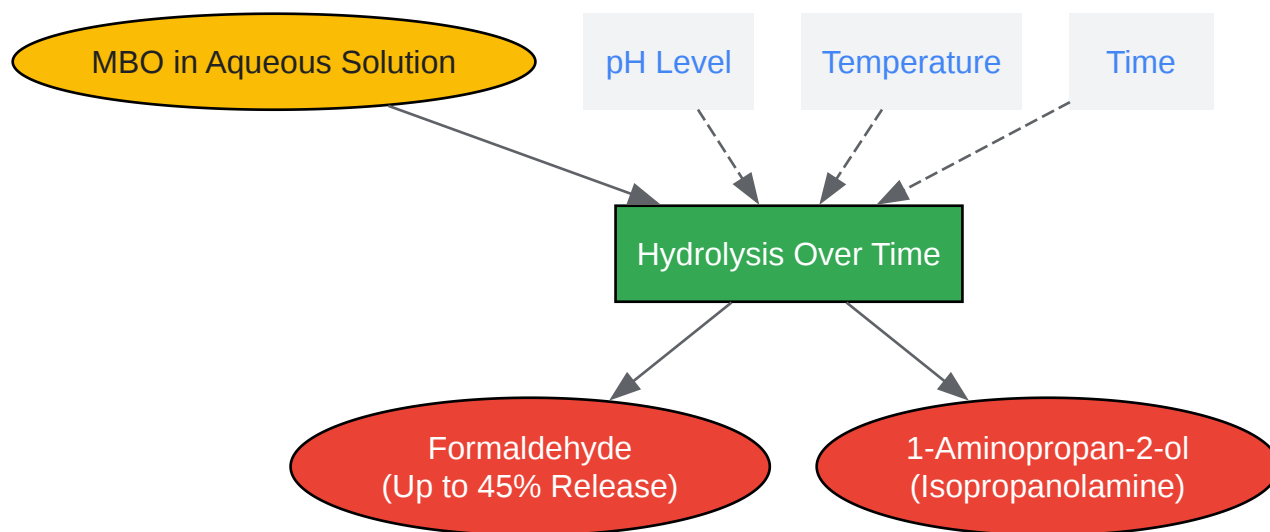 MBO in Aqueous Solution
pH Level
Temperature
Time
Hydrolysis Over Time
Formaldehyde
(Up to 45% Release)
1-Aminopropan-2-ol
(Isopropanolamine)